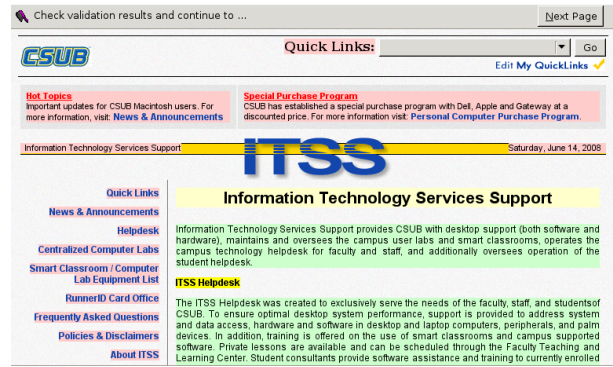 Check validation results and continue to ...
Next Page
CSUB
Quick Links:
Go
Edit My QuickLinks
Hot Topics
Important updates for CSUB Macintosh users. For
more information, visit: News & Announcements
Special Purchase Program
CSUB has established a special purchase program with Dell, Apple and Gateway at a
discounted price. For more information visit: Personal Computer Purchase Program.
Information Technology Services Support
ITSS
Saturday, June 14, 2008
Quick Links
News & Announcements
Helpdesk
Centralized Computer Labs
Smart Classroom / Computer
Lab Equipment List
RunnerID Card Office
Frequently Asked Questions
Policies & Disclaimers
About ITSS
Information Technology Services Support
Information Technology Services Support provides CSUB with desktop support (both software and
hardware), maintains and oversees the campus user labs and smart classrooms, operates the
campus technology helpdesk for faculty and staff, and additionally oversees operation of the
student helpdesk.
ITSS Helpdesk
The ITSS Helpdesk was created to exclusively serve the needs of the faculty, staff, and studentsof
CSUB. To ensure optimal desktop system performance, support is provided to address system
and data access, hardware and software in desktop and laptop computers, peripherals, and palm
devices. In addition, training is offered on the use of smart classrooms and campus supported
software. Private lessons are available and can be scheduled through the Faculty Teaching and
Learning Center. Student consultants provide software assistance and training to currently enrolled